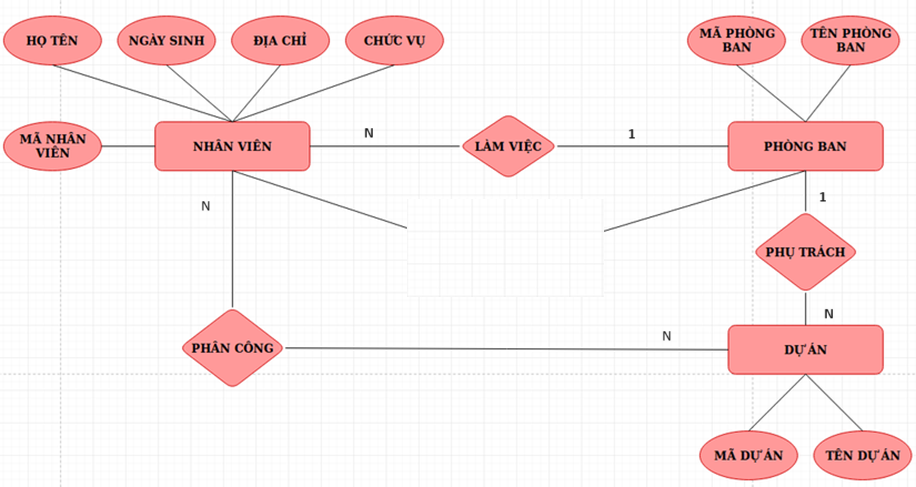 HỌ TÊN
NGÀY SINH
ĐỊA CHỈ
CHỨC VỤ
MÃ PHÒNG
BAN
TÊN PHÒNG
BAN
MÃ NHÂN
VIÊN
NHÂN VIÊN
N
LÀM VIỆC
1
PHÒNG BAN
N
1
PHỤ TRÁCH
N
PHÂN CÔNG
N
DỰ ÁN
MÃ DỰ ÁN
TÊN DỰ ÁN